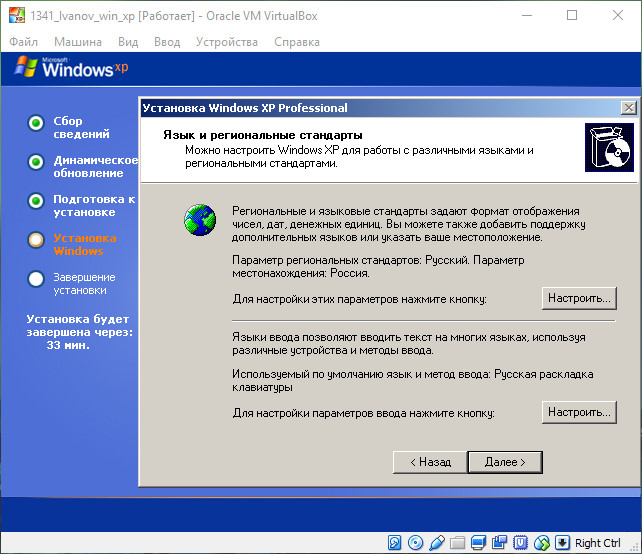 1341_Ivanov_win_xp [Работает] - Oracle VM VirtualBox
Файл Машина Вид Ввод Устройства Справка
Microsoft
Windows xp
Установка Windows XP Professional
Сбор
сведений
Динамическое
обновление
Подготовка к
установке
Установка
Windows
Завершение
установки
Установка будет
завершена через:
33 мин.
Язык и региональные стандарты
Можно настроить Windows XP для работы с различными языками и
региональными стандартами.
Региональные и языковые стандарты задают формат отображения
чисел, дат, денежных единиц. Вы можете также добавить поддержку
дополнительных языков или указать ваше местоположение.
Параметр региональных стандартов: Русский. Параметр
местонахождения: Россия.
Для настройки этих параметров нажмите кнопку:
Настроить...
Языки ввода позволяют вводить текст на многих языках, используя
различные устройства и методы ввода.
Используемый по умолчанию язык и метод ввода: Русская раскладка
клавиатуры
Для настройки параметров ввода нажмите кнопку:
Настроить...
< Назад
Далее >
Right Ctrl